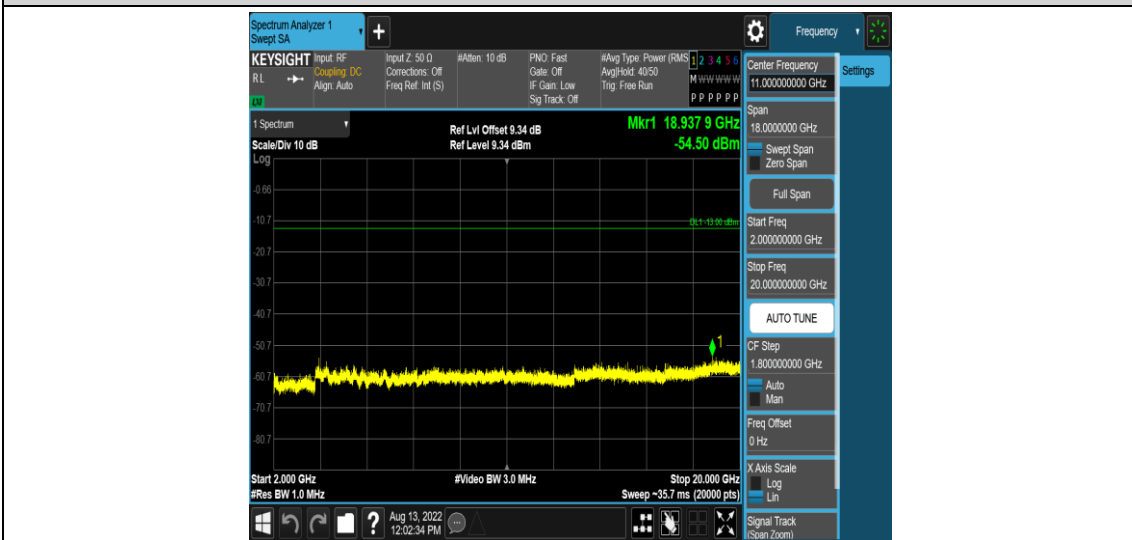 Spectrum Analyzer 1
Swept SA
+
Frequency
KEYSIGHT
RL
LXI
Input: RF
Coupling: DC
Align: Auto
Input Z: 50 Ω
Corrections: Off
Freq Ref: Int (S)
#Atten: 10 dB
PNO: Fast
Gate: Off
IF Gain: Low
Sig Track: Off
#Avg Type: Power (RMS
Avg|Hold: 40/50
Trig: Free Run
1 2 3 4 5 6
M W W W W W
P P P P P P
Center Frequency
11.000000000 GHz
Settings
1 Spectrum
Ref Lvl Offset 9.34 dB
Mkr1 18.937 9 GHz
Scale/Div 10 dB
Ref Level 9.34 dBm
-54.50 dBm
Log
-0.66
-10.7
DL1 -13.00 dBm
-20.7
-30.7
-40.7
-50.7
1
-60.7
-70.7
-80.7
Start 2.000 GHz
#Video BW 3.0 MHz
Stop 20.000 GHz
#Res BW 1.0 MHz
Sweep ~35.7 ms (20000 pts)
Span
18.0000000 GHz
Swept Span
Zero Span
Full Span
Start Freq
2.000000000 GHz
Stop Freq
20.000000000 GHz
AUTO TUNE
CF Step
1.800000000 GHz
Auto
Man
Freq Offset
0 Hz
X Axis Scale
Log
Lin
Signal Track
(Span Zoom)
?
Aug 13, 2022
12:02:34 PM